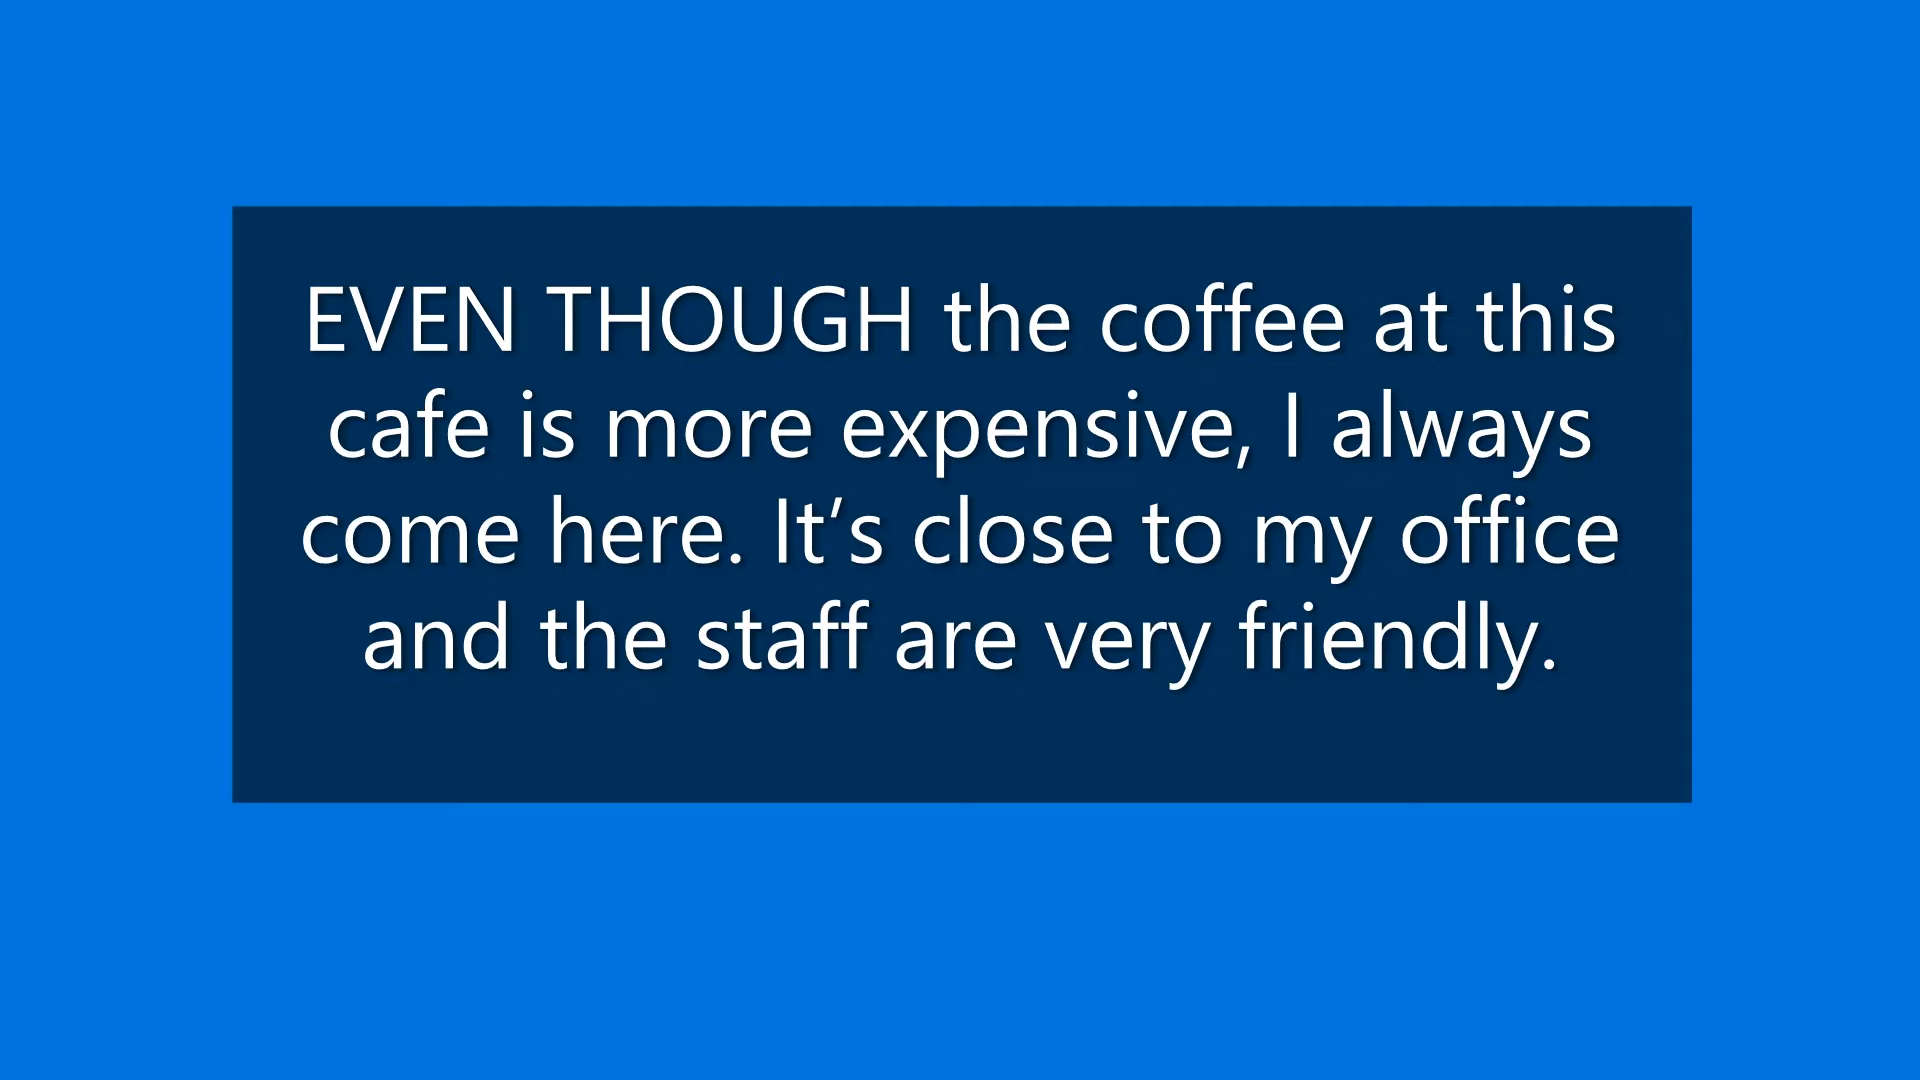 EVEN THOUGH the coffee at this
cafe is more expensive, I always
come here. It’s close to my office
and the staff are very friendly.